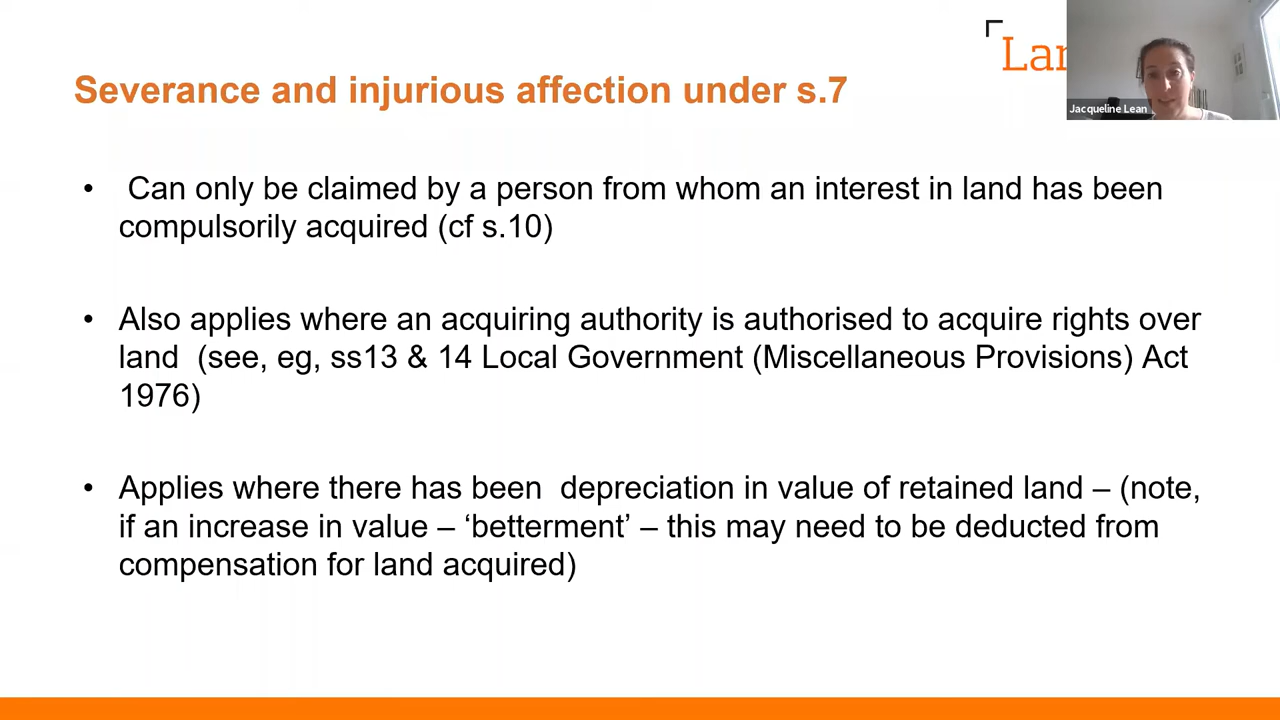 Lan
Jacqueline Lean
Severance and injurious affection under s.7
• Can only be claimed by a person from whom an interest in land has been
compulsorily acquired (cf s.10)
• Also applies where an acquiring authority is authorised to acquire rights over
land (see, eg, ss13 & 14 Local Government (Miscellaneous Provisions) Act
1976)
• Applies where there has been depreciation in value of retained land – (note,
if an increase in value – ‘betterment’ – this may need to be deducted from
compensation for land acquired)